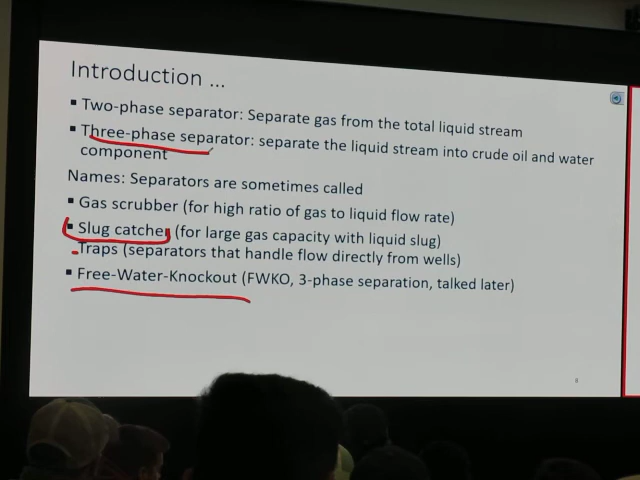 Introduction ...
▪ Two-phase separator: Separate gas from the total liquid stream
▪ Three-phase separator: separate the liquid stream into crude oil and water
component
Names: Separators are sometimes called
▪ Gas scrubber (for high ratio of gas to liquid flow rate)
▪ Slug catcher (for large gas capacity with liquid slug)
▪ Traps (separators that handle flow directly from wells)
▪ Free-Water-Knockout (FWKO, 3-phase separation, talked later)